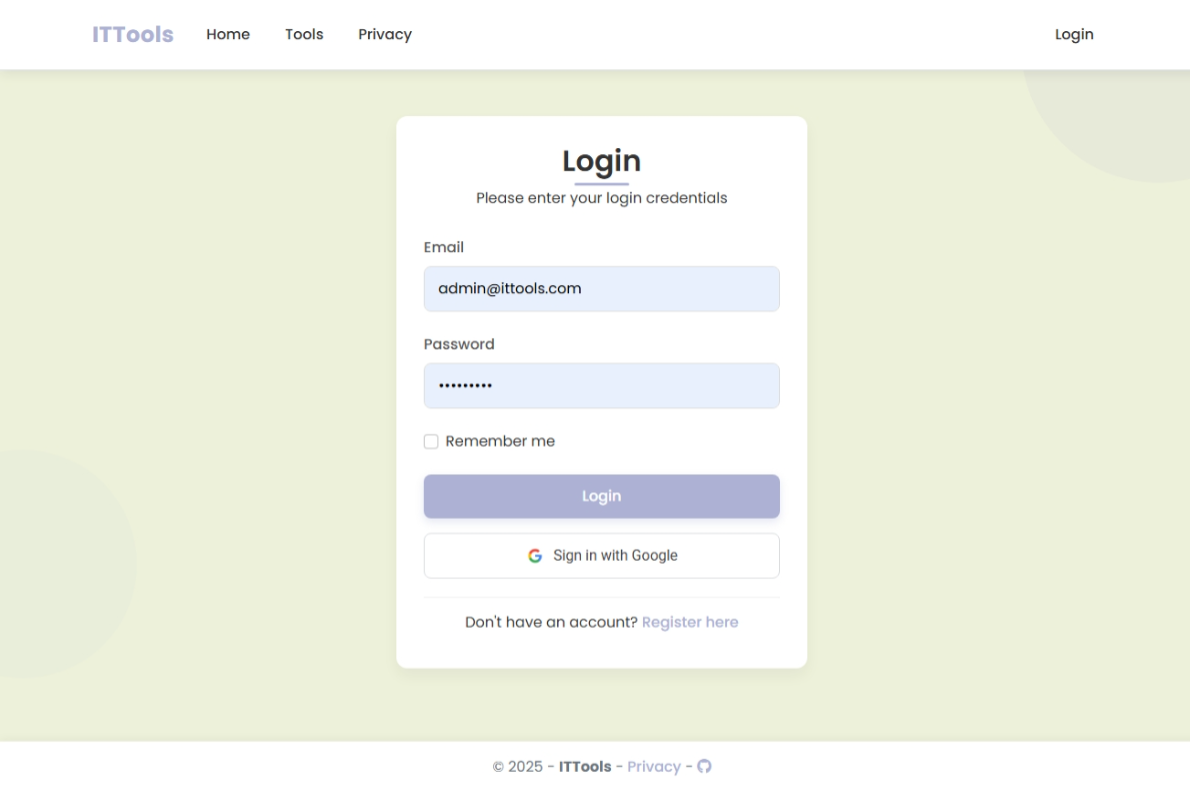 ITTools Home Tools Privacy Login
Login
Please enter your login credentials
Email
admin@ittools.com
Password
•••••••••
Remember me
Login
Sign in with Google
Don't have an account? Register here
© 2025 - ITTools - Privacy -